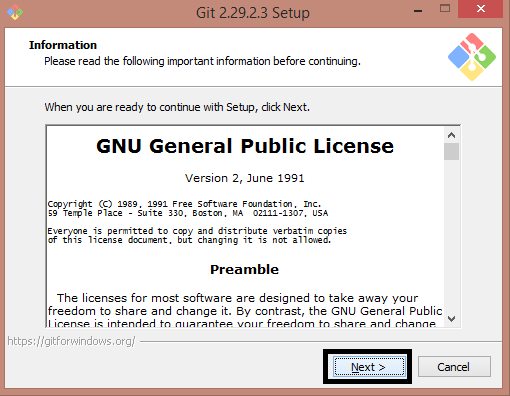 Git 2.29.2.3 Setup
Information
Please read the following important information before continuing.
When you are ready to continue with Setup, click Next.
GNU General Public License
Version 2, June 1991
Copyright (C) 1989, 1991 Free Software Foundation, Inc.
59 Temple Place - Suite 330, Boston, MA  02111-1307, USA
Everyone is permitted to copy and distribute verbatim copies
of this license document, but changing it is not allowed.
Preamble
The licenses for most software are designed to take away your
freedom to share and change it. By contrast, the GNU General Public
License is intended to guarantee your freedom to share and change
https://gitforwindows.org/
Next >
Cancel